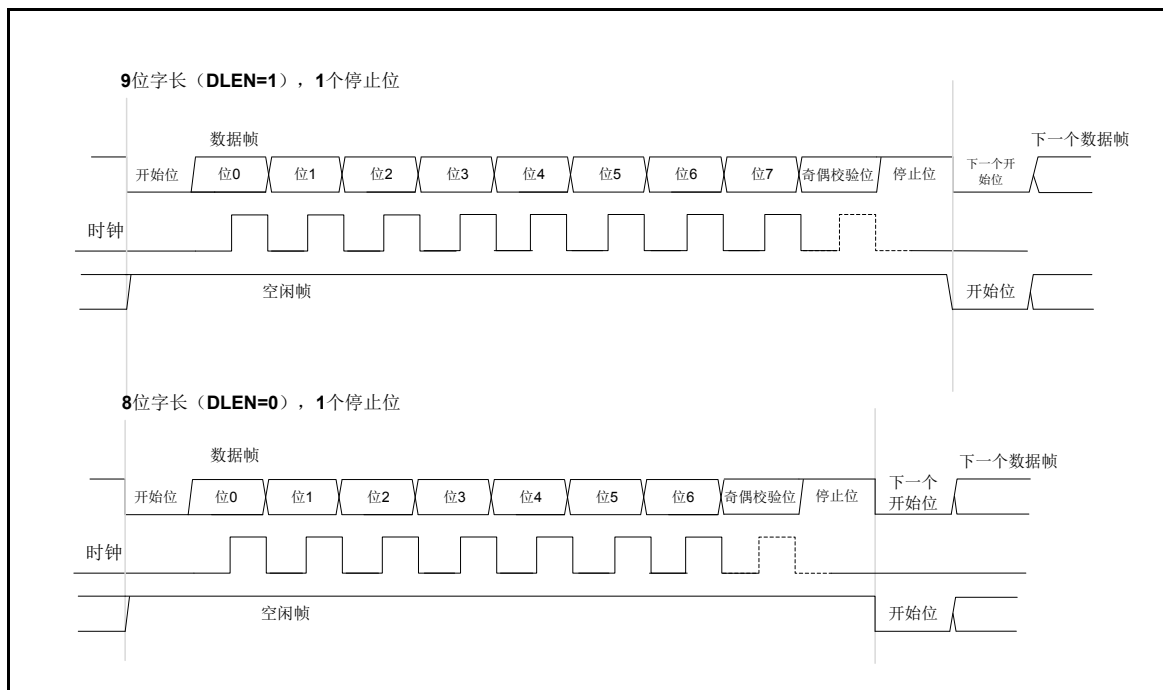 9位字长（DLEN=1），1个停止位
数据帧
下一个数据帧
开始位 位0 位1 位2 位3 位4 位5 位6 位7 奇偶校验位 停止位 下一个开
始位
时钟
空闲帧 开始位
8位字长（DLEN=0），1个停止位
数据帧
下一个数据帧
开始位 位0 位1 位2 位3 位4 位5 位6 奇偶校验位 停止位 下一个
开始位
时钟
空闲帧 开始位